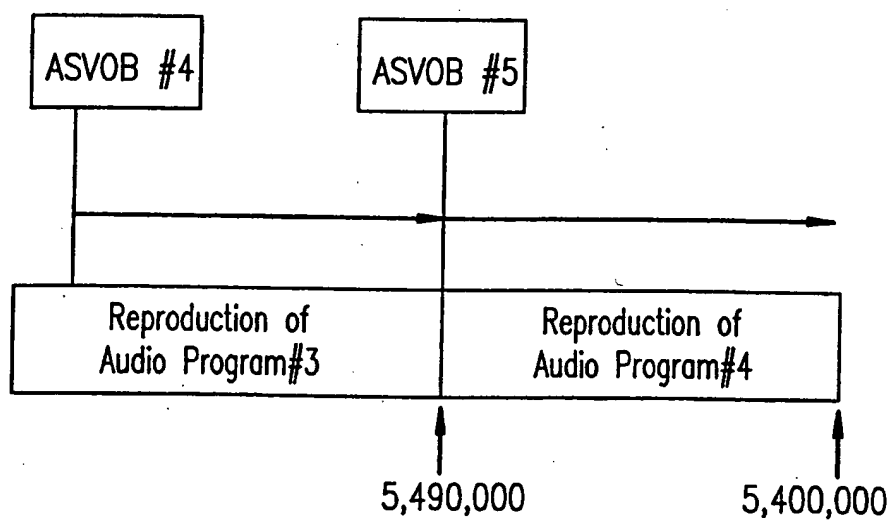 ASVOB #4
ASVOB #5
Reproduction of
Audio Program#3
Reproduction of
Audio Program#4
5,490,000
5,400,000